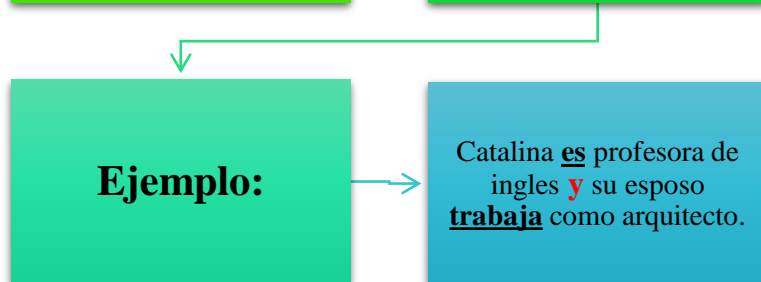 Ejemplo:
Catalina es profesora de
ingles y su esposo
trabaja como arquitecto.